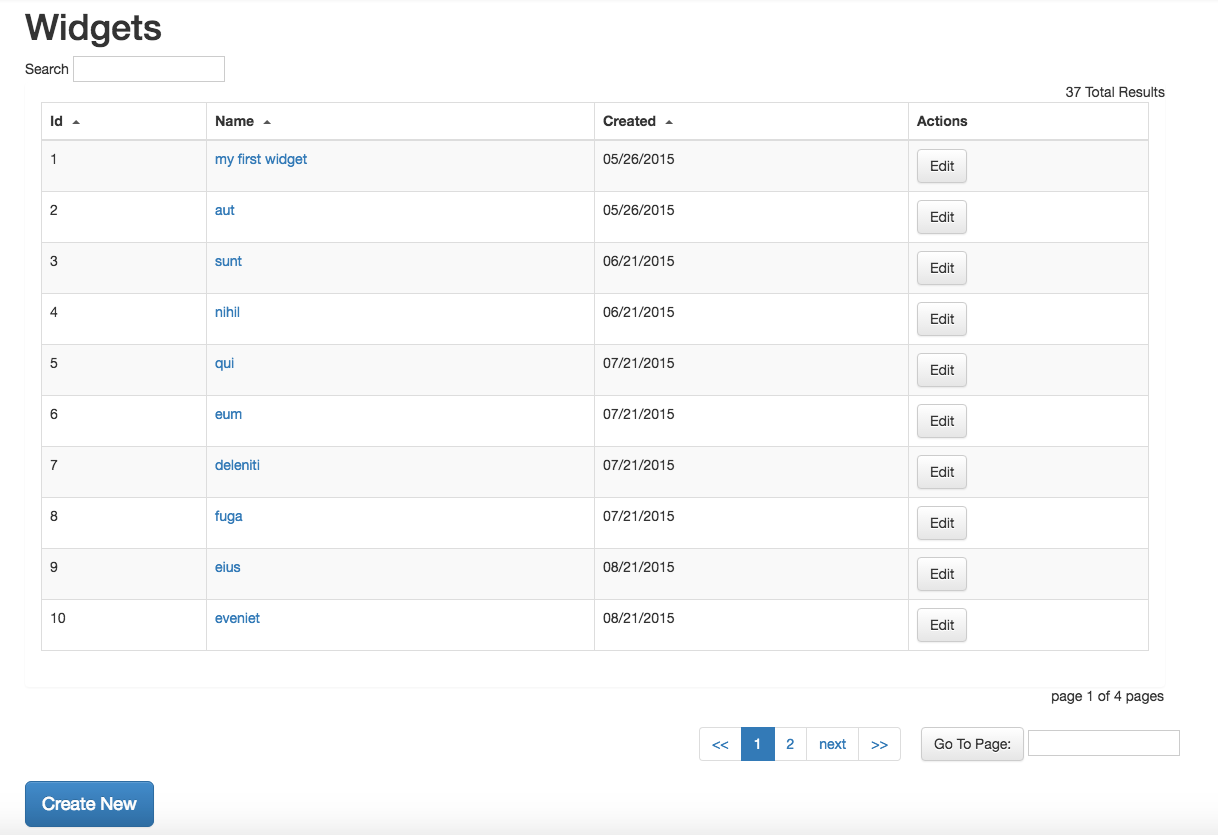 Widgets
Search
37 Total Results
Id Name Created Actions
1 my first widget 05/26/2015 Edit
2 aut 05/26/2015 Edit
3 sunt 06/21/2015 Edit
4 nihil 06/21/2015 Edit
5 qui 07/21/2015 Edit
6 eum 07/21/2015 Edit
7 deleniti 07/21/2015 Edit
8 fuga 07/21/2015 Edit
9 eius 08/21/2015 Edit
10 eveniet 08/21/2015 Edit
page 1 of 4 pages
<< 1 2 next >> Go To Page:
Create New